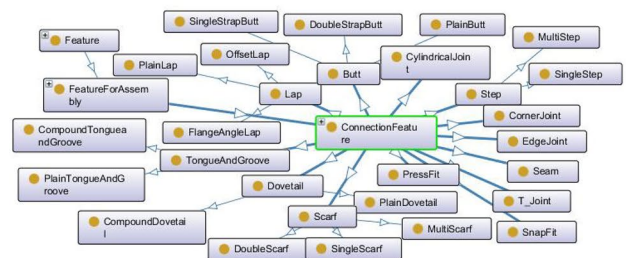 SingleStrapButt
DoubleStrapButt
PlainButt
Feature
MultiStep
OffsetLap
CylindricalJoin
t
PlainLap
Butt
SingleStep
FeatureForAssem
bly
Lap
Step
CornerJoint
ConnectionFeatu
re
CompoundTonguea
ndGroove
FlangeAngleLap
EdgeJoint
TongueAndGroove
Seam
PlainTongueAndG
roove
PressFit
Dovetail
PlainDovetail
T_Joint
CompoundDovetai
l
Scarf
MultiScarf
SnapFit
DoubleScarf
SingleScarf